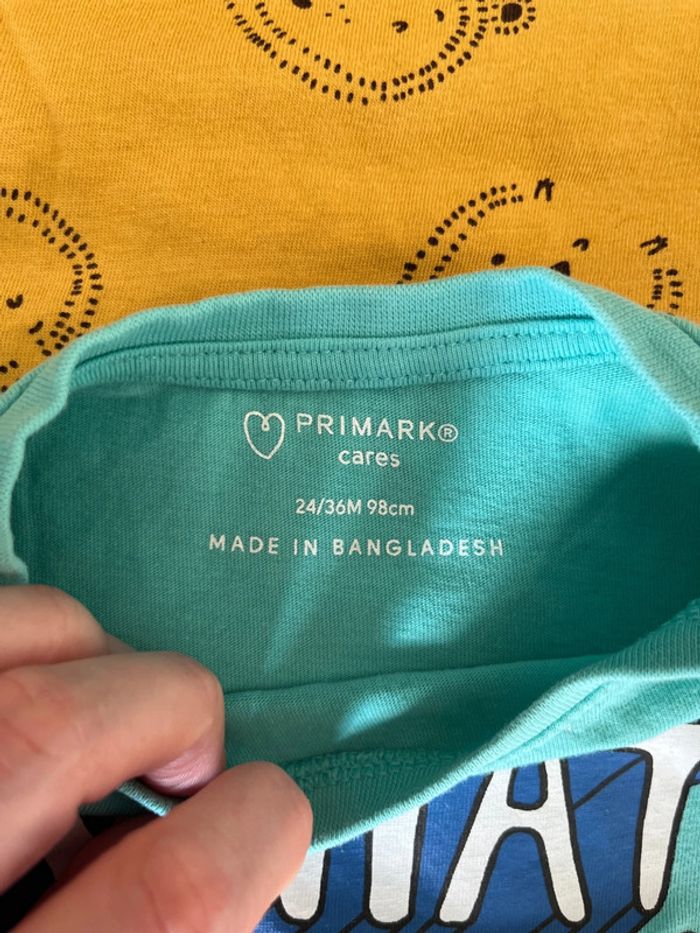 PRIMARK®
cares
24/36M 98cm
MADE IN BANGLADESH